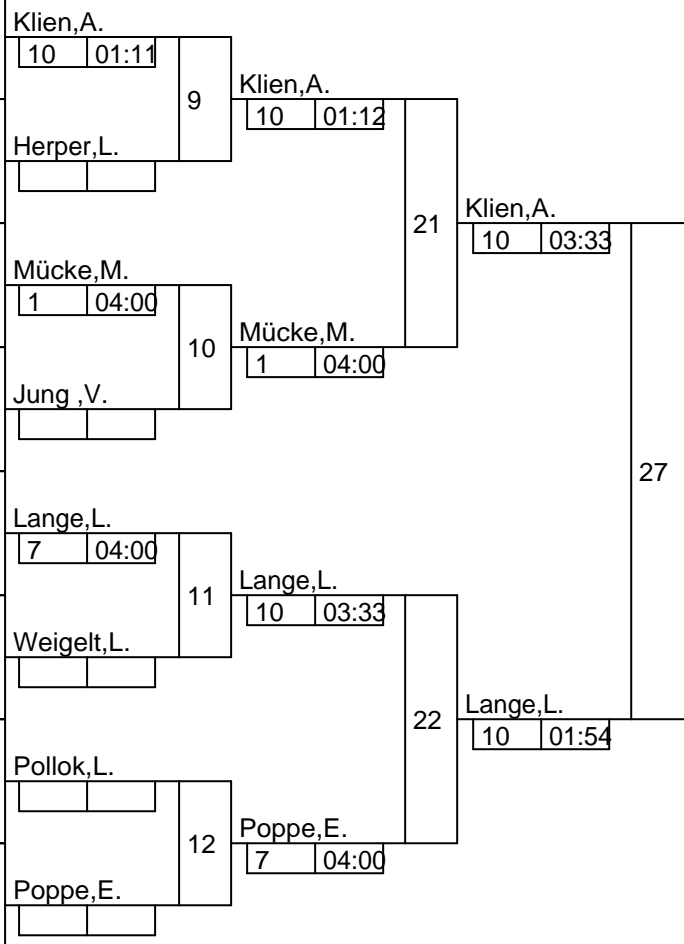 Klien,A.
10 01:11
9
Klien,A.
10 01:12
Herper,L.
21
Klien,A.
10 03:33
Mücke,M.
1 04:00
10
Mücke,M.
1 04:00
Jung ,V.
27
Lange,L.
7 04:00
11
Lange,L.
10 03:33
Weigelt,L.
22
Lange,L.
10 01:54
Pollok,L.
12
Poppe,E.
7 04:00
Poppe,E.